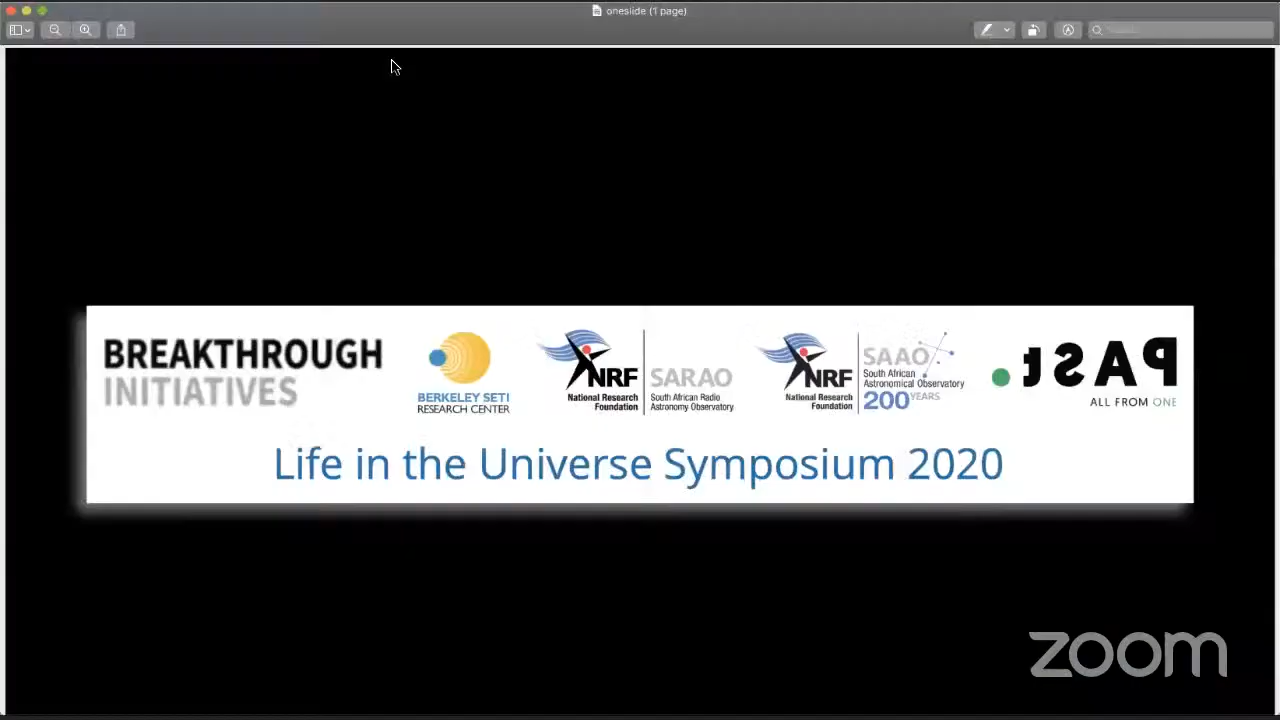 oneslide (1 page)
BREAKTHROUGH
INITIATIVES
BERKELEY SETI
RESEARCH CENTER
NRF
National Research
Foundation
SARAO
South African Radio
Astronomy Observatory
NRF
National Research
Foundation
SAAO
South African
Astronomical Observatory
200 YEARS
PAST
ALL FROM ONE
Life in the Universe Symposium 2020
zoom